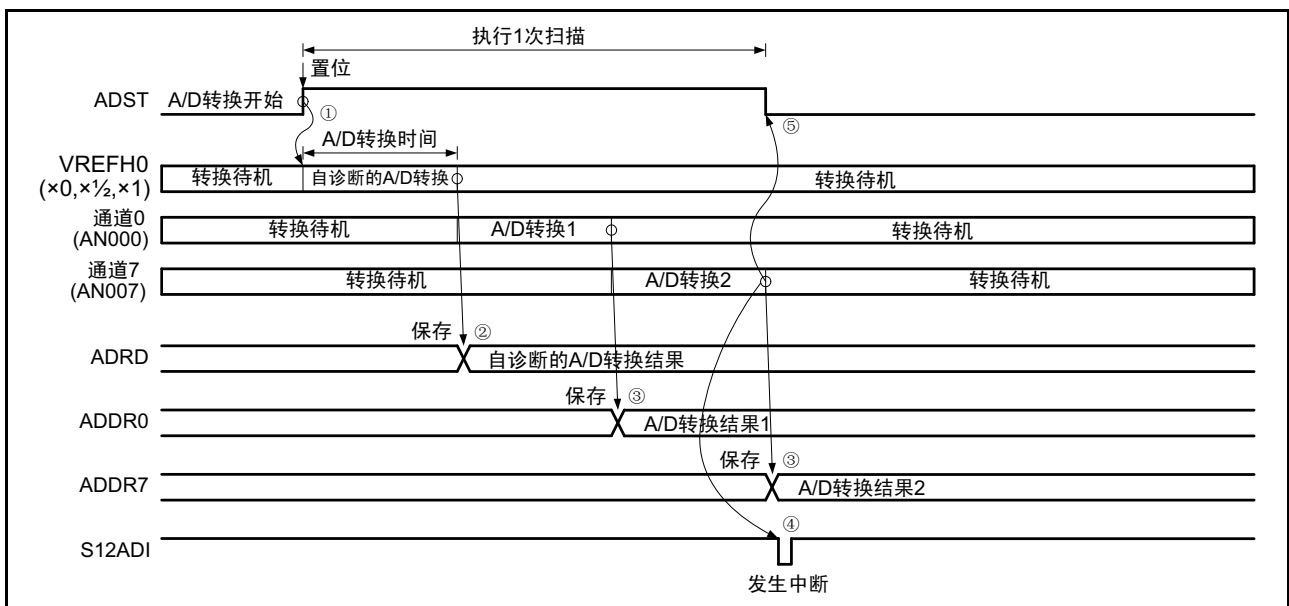 执行1次扫描
置位
ADST A/D转换开始
①
⑤
A/D转换时间
VREFH0
(×0,×½,×1)
转换待机 自诊断的A/D转换 转换待机
通道0
(AN000)
转换待机 A/D转换1 转换待机
通道7
(AN007)
转换待机 A/D转换2 转换待机
保存 ②
ADRD 自诊断的A/D转换结果
保存 ③
ADDR0 A/D转换结果1
保存 ③
ADDR7 A/D转换结果2
④
S12ADI
发生中断